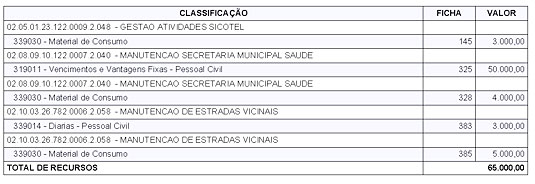 CLASSIFICAÇÃO FICHA VALOR
02.05.01.23.122.0009.2.048 - GESTAO ATIVIDADES SICOTEL
339030 - Material de Consumo 145 3.000,00
02.08.09.10.122.0007.2.040 - MANUTENCAO SECRETARIA MUNICIPAL SAUDE
319011 - Vencimentos e Vantagens Fixas - Pessoal Civil 325 50.000,00
02.08.09.10.122.0007.2.040 - MANUTENCAO SECRETARIA MUNICIPAL SAUDE
339030 - Material de Consumo 328 4.000,00
02.10.03.26.782.0006.2.058 - MANUTENCAO DE ESTRADAS VICINAIS
339014 - Diarias - Pessoal Civil 383 3.000,00
02.10.03.26.782.0006.2.058 - MANUTENCAO DE ESTRADAS VICINAIS
339030 - Material de Consumo 385 5.000,00
TOTAL DE RECURSOS 65.000,00